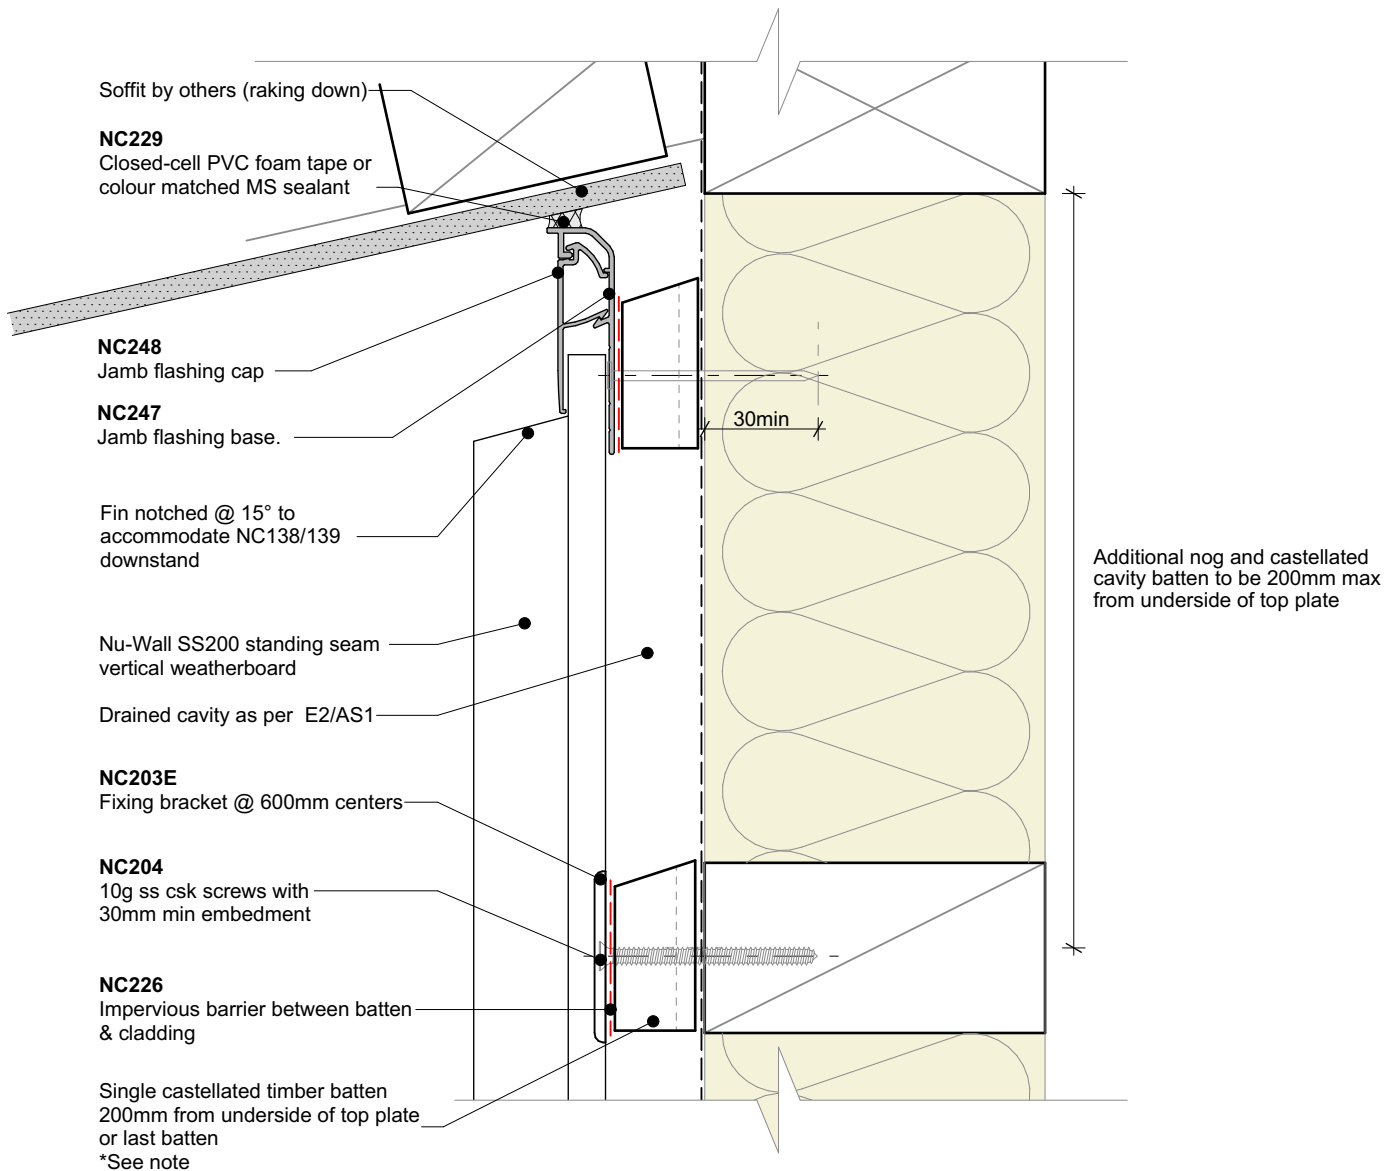 Soffit by others (raking down)
NC229
Closed-cell PVC foam tape or
colour matched MS sealant
NC248
Jamb flashing cap
NC247
Jamb flashing base.
30min
Fin notched @ 15° to
accommodate NC138/139
downstand
Additional nog and castellated
cavity batten to be 200mm max
from underside of top plate
Nu-Wall SS200 standing seam
vertical weatherboard
Drained cavity as per  E2/AS1
NC203E
Fixing bracket @ 600mm centers
NC204
10g ss csk screws with
30mm min embedment
NC226
Impervious barrier between batten
& cladding
Single castellated timber batten
200mm from underside of top plate
or last batten
*See note